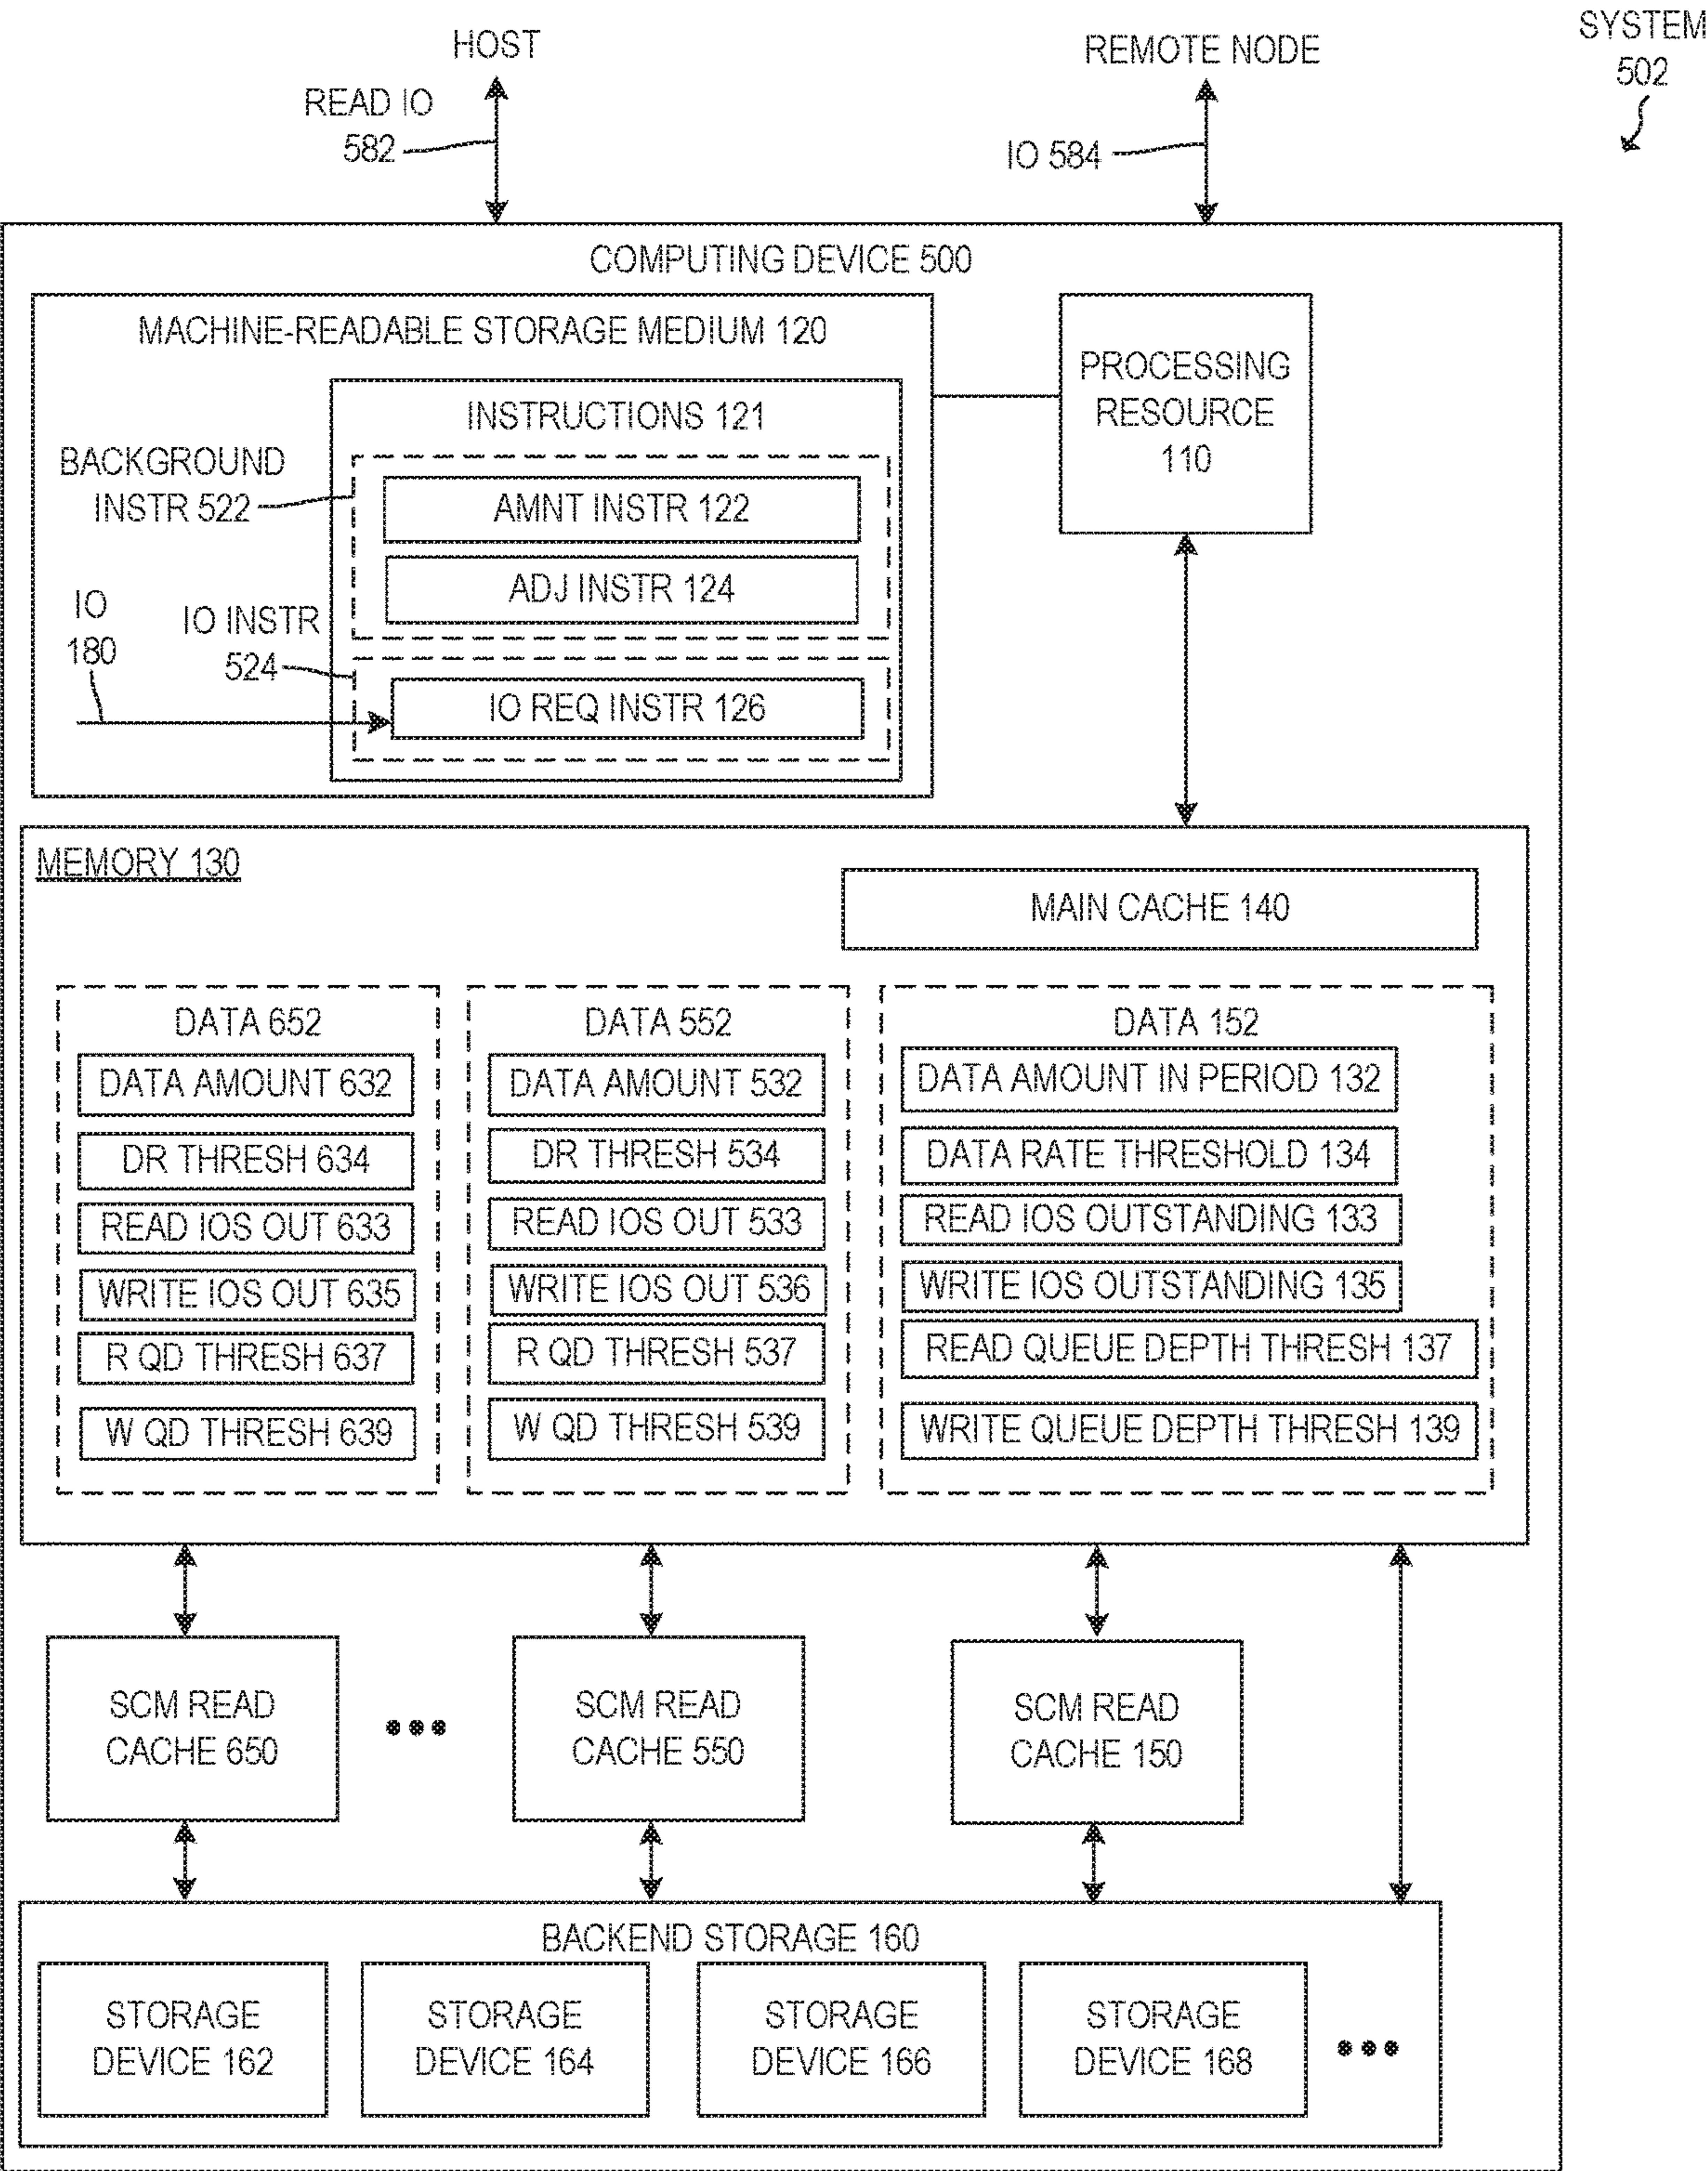 HOST
REMOTE NODE
SYSTEM
502
READ IO
582
IO 584
COMPUTING DEVICE 500
MACHINE-READABLE STORAGE MEDIUM 120
PROCESSING
RESOURCE
110
INSTRUCTIONS 121
BACKGROUND
INSTR 522
AMNT INSTR 122
ADJ INSTR 124
IO
180
IO INSTR
524
IO REQ INSTR 126
MEMORY 130
MAIN CACHE 140
DATA 652
DATA AMOUNT 632
DR THRESH 634
READ IOS OUT 633
WRITE IOS OUT 635
R QD THRESH 637
W QD THRESH 639
DATA 552
DATA AMOUNT 532
DR THRESH 534
READ IOS OUT 533
WRITE IOS OUT 536
R QD THRESH 537
W QD THRESH 539
DATA 152
DATA AMOUNT IN PERIOD 132
DATA RATE THRESHOLD 134
READ IOS OUTSTANDING 133
WRITE IOS OUTSTANDING 135
READ QUEUE DEPTH THRESH 137
WRITE QUEUE DEPTH THRESH 139
SCM READ
CACHE 650
SCM READ
CACHE 550
SCM READ
CACHE 150
BACKEND STORAGE 160
STORAGE
DEVICE 162
STORAGE
DEVICE 164
STORAGE
DEVICE 166
STORAGE
DEVICE 168